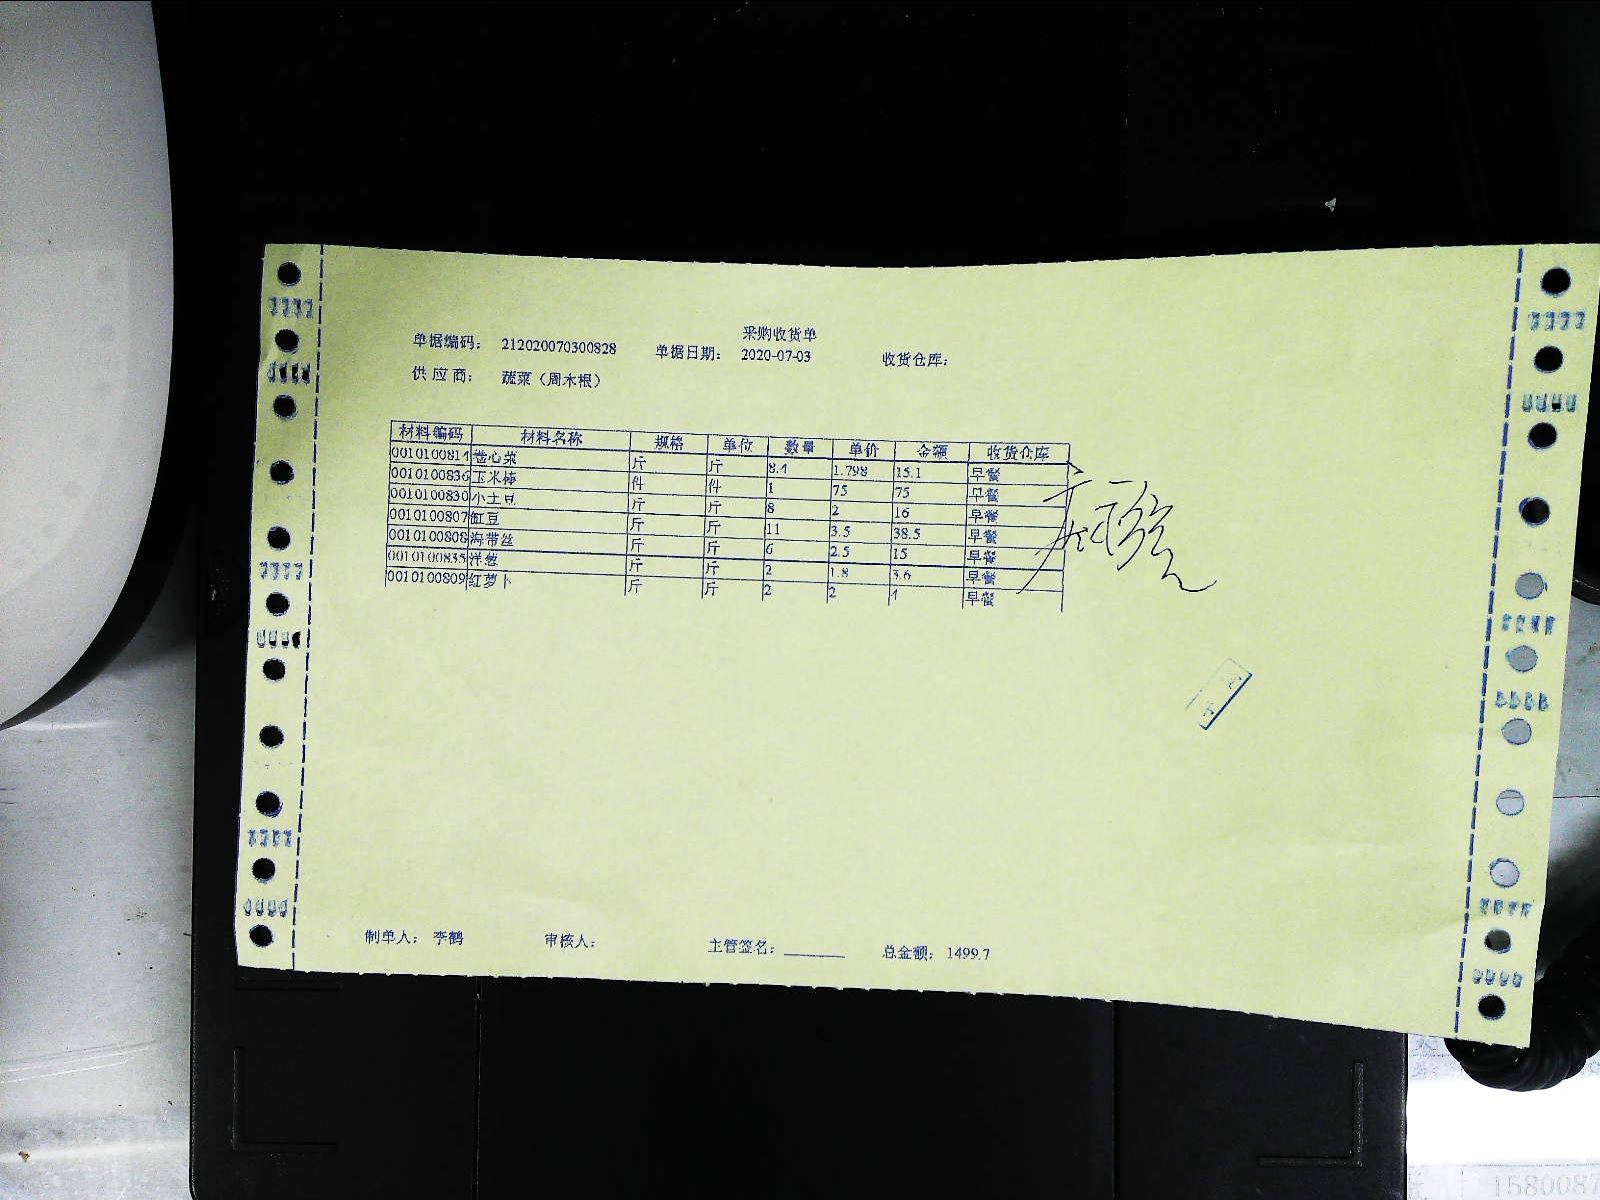 采购收货单
单据编码： 212020070300828 单据日期： 2020-07-03 收货仓库：
供应商： 蔬菜（周木根）
材料编码 材料名称 规格 单位 数量 单价 金额 收货仓库
0010100814 卷心菜 斤 斤 8.4 1.798 15.1 早餐
0010100836 玉米棒 件 件 1 75 75 早餐
0010100830 小土豆 斤 斤 8 2 16 早餐
0010100807 缸豆 斤 斤 11 3.5 38.5 早餐
0010100808 海带丝 斤 斤 6 2.5 15 早餐
0010100835 洋葱 斤 斤 2 1.8 3.6 早餐
0010100809 红萝卜 斤 斤 2 2 4 早餐
制单人： 李鹤 审核人： 主管签名： 总金额： 1499.7
1580087